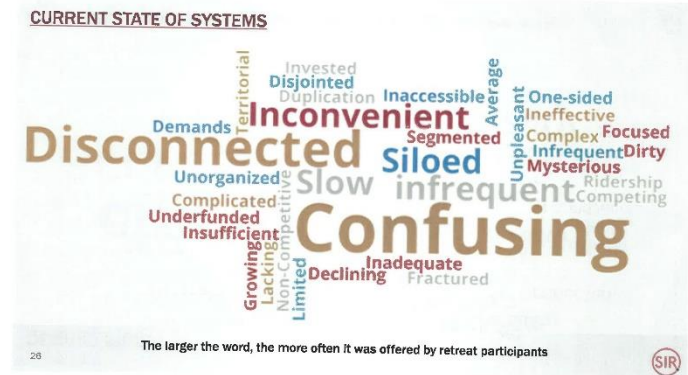 CURRENT STATE OF SYSTEMS
Territorial
Invested
Disjointed
Duplication
Inaccessible
Average
Unpleasant
One-sided
Ineffective
Demands
Inconvenient
Segmented
Complex
Focused
Disconnected
Siloed
Infrequent
Dirty
Mysterious
Unorganized
Slow
infrequent
Ridership
Competing
Complicated
Non-Competitive
Underfunded
Insufficient
Confusing
Growing
Lacking
Limited
Declining
Inadequate
Fractured
The larger the word, the more often it was offered by retreat participants
26
SIR